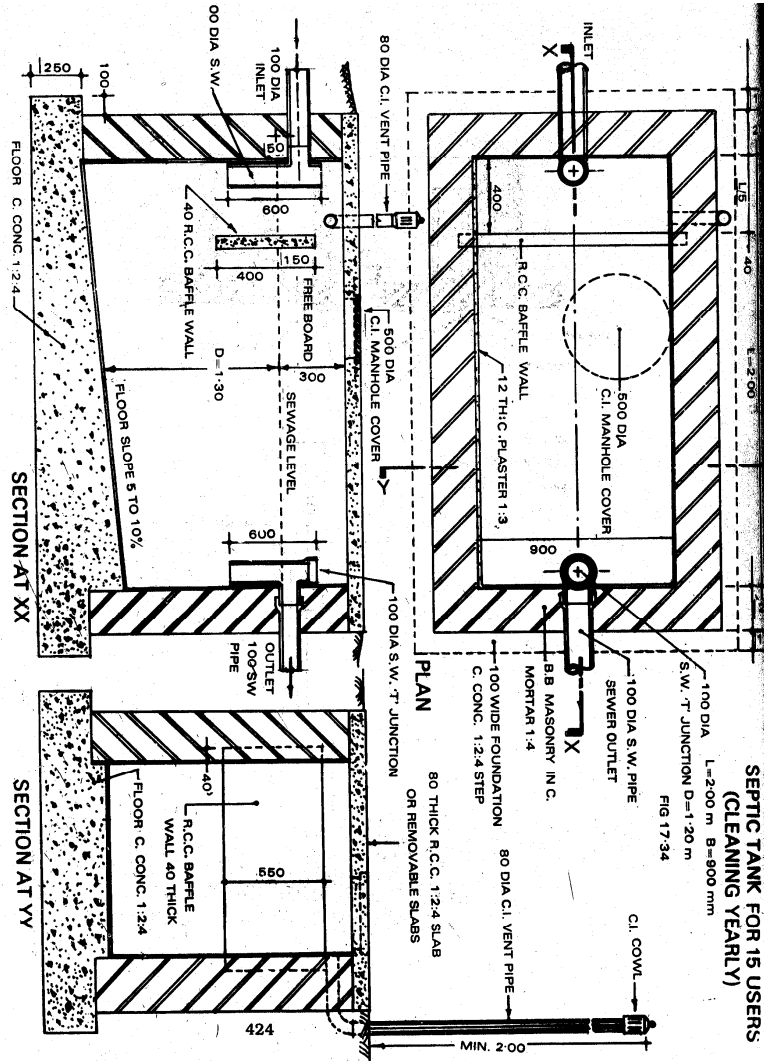 SEPTIC TANK FOR 15 USERS
(CLEANING YEARLY)
L=2·00 m B=900 mm
D=1·20 m
FIG 17·34
INLET
X
L/5
40
L=2·00
400
R.C.C. BAFFLE WALL
500 DIA
C.I. MANHOLE COVER
12 TH:C.PLASTER 1:3,
900
100 DIA
S.W. 'T' JUNCTION
100 DIA S.W. PIPE
SEWER OUTLET
X
B.B MASONRY IN C.
MORTAR 1:4
100 WIDE FOUNDATION
C. CONC. 1:2:4 STEP
PLAN
Y
80 DIA C.I. VENT PIPE
100 DIA
INLET
00 DIA S.W.
50
600
40 R.C.C. BAFFLE WALL
150
400
FREE BOARD
300
500 DIA
C.I. MANHOLE COVER
D=1·30
SEWAGE LEVEL
600
100 DIA S.W. 'T' JUNCTION
OUTLET
100 SW
PIPE
100
250
FLOOR C. CONC. 1:2:4
FLOOR SLOPE 5 TO 10%
SECTION AT XX
80 THICK R.C.C. 1:2:4 SLAB
OR REMOVABLE SLABS
80 DIA C.I. VENT PIPE
C.I. COWL
MIN. 2·00
40
550
R.C.C. BAFFLE
WALL 40 THICK
FLOOR C. CONC. 1:2:4
SECTION AT YY
424